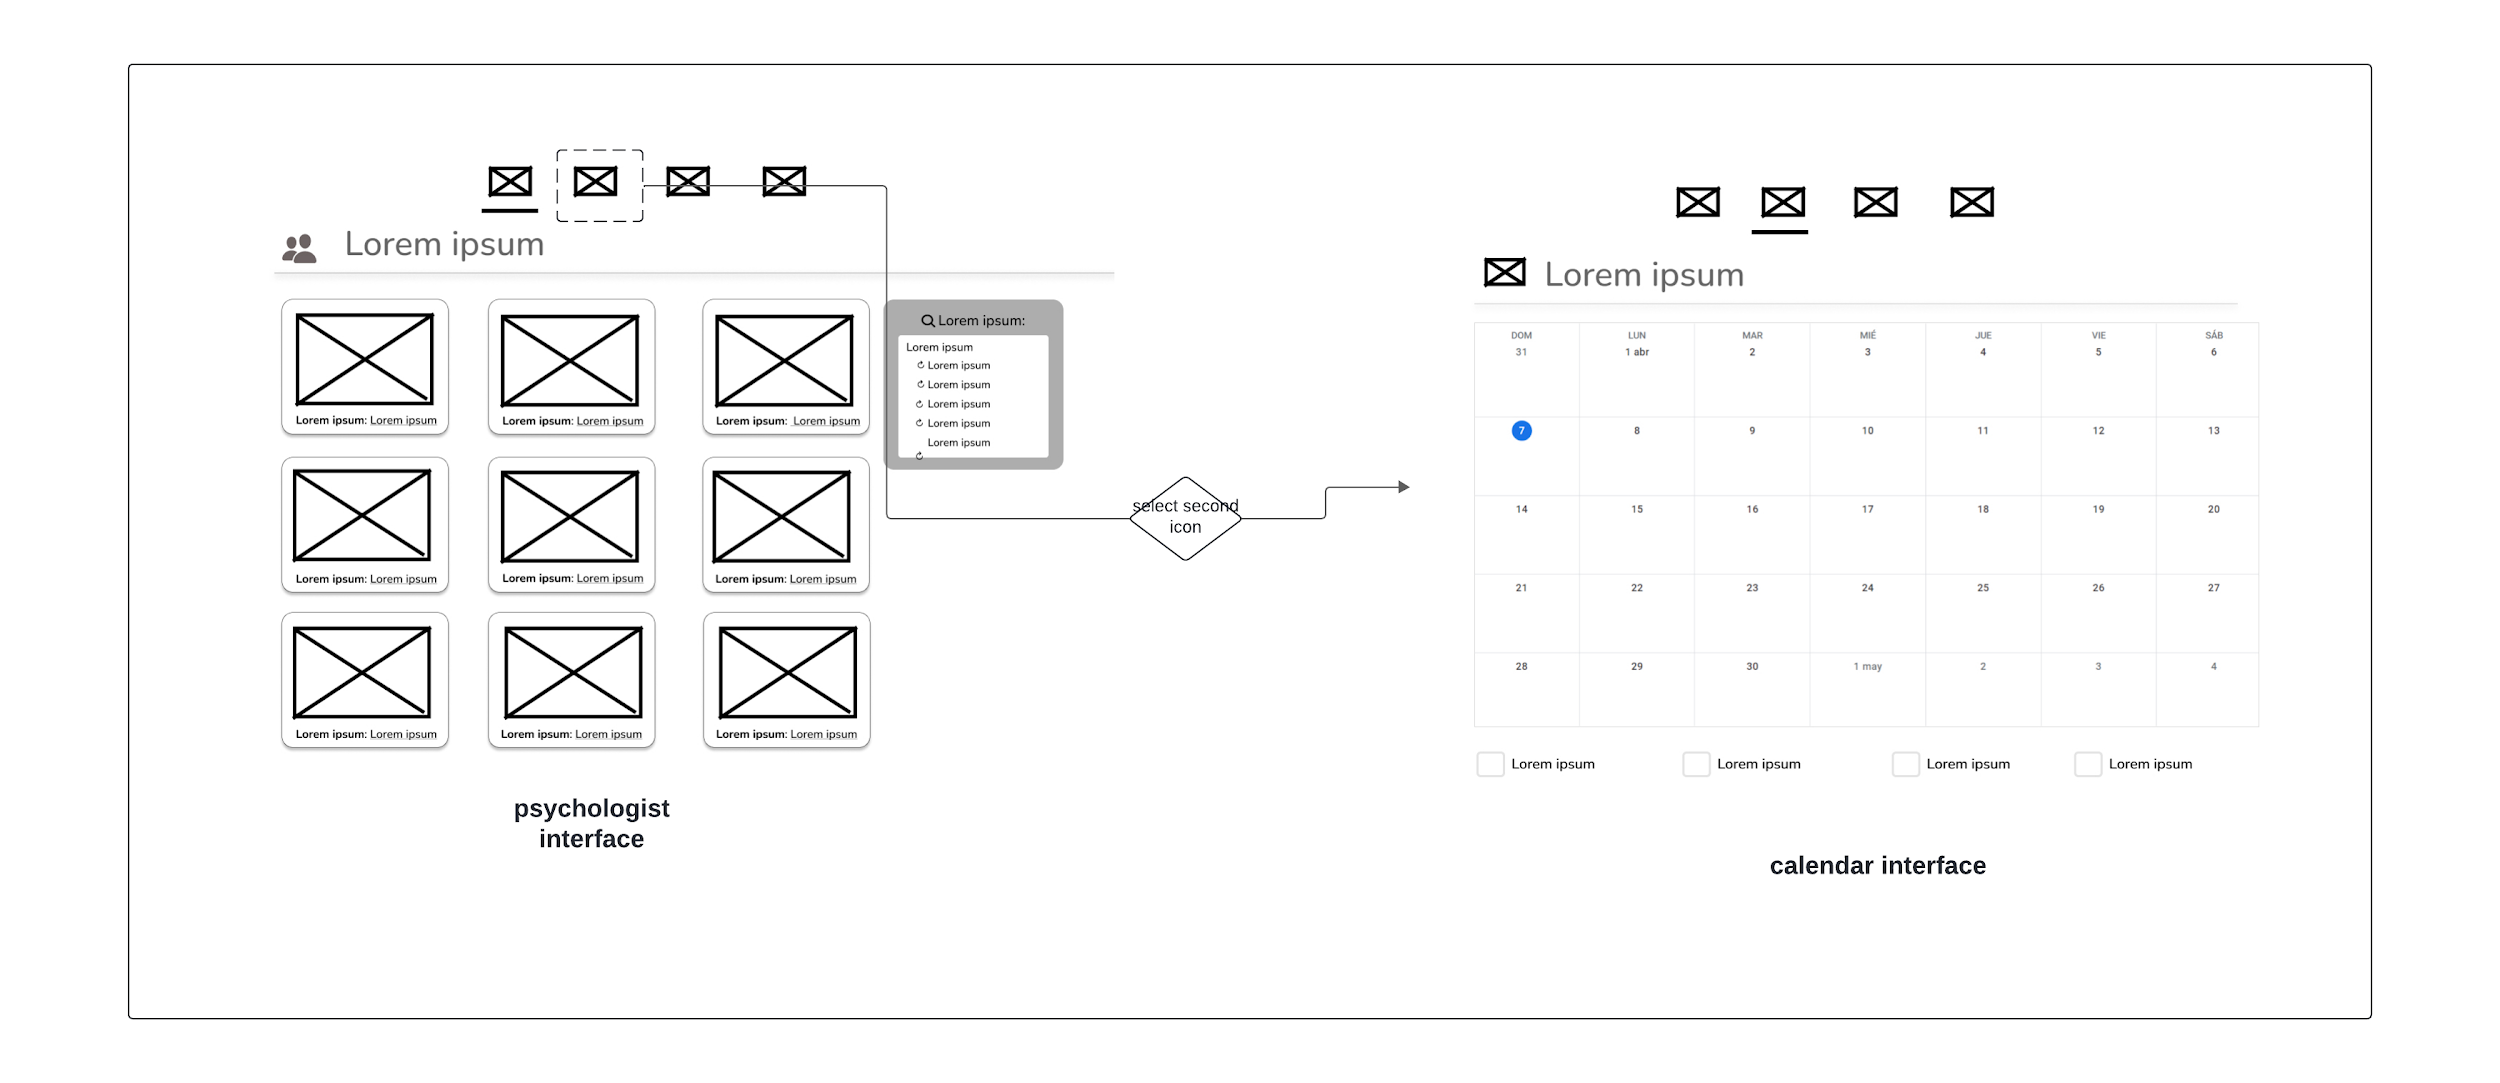 Lorem ipsum
Lorem ipsum: Lorem ipsum
Lorem ipsum: Lorem ipsum
Lorem ipsum: Lorem ipsum
Lorem ipsum:
Lorem ipsum
Lorem ipsum
Lorem ipsum
Lorem ipsum
Lorem ipsum
Lorem ipsum
Lorem ipsum: Lorem ipsum
Lorem ipsum: Lorem ipsum
Lorem ipsum: Lorem ipsum
Lorem ipsum: Lorem ipsum
Lorem ipsum: Lorem ipsum
Lorem ipsum: Lorem ipsum
psychologist
interface
select second
icon
Lorem ipsum
DOM LUN MAR MIÉ JUE VIE SÁB
31 1 abr 2 3 4 5 6
7 8 9 10 11 12 13
14 15 16 17 18 19 20
21 22 23 24 25 26 27
28 29 30 1 may 2 3 4
Lorem ipsum Lorem ipsum Lorem ipsum Lorem ipsum
calendar interface